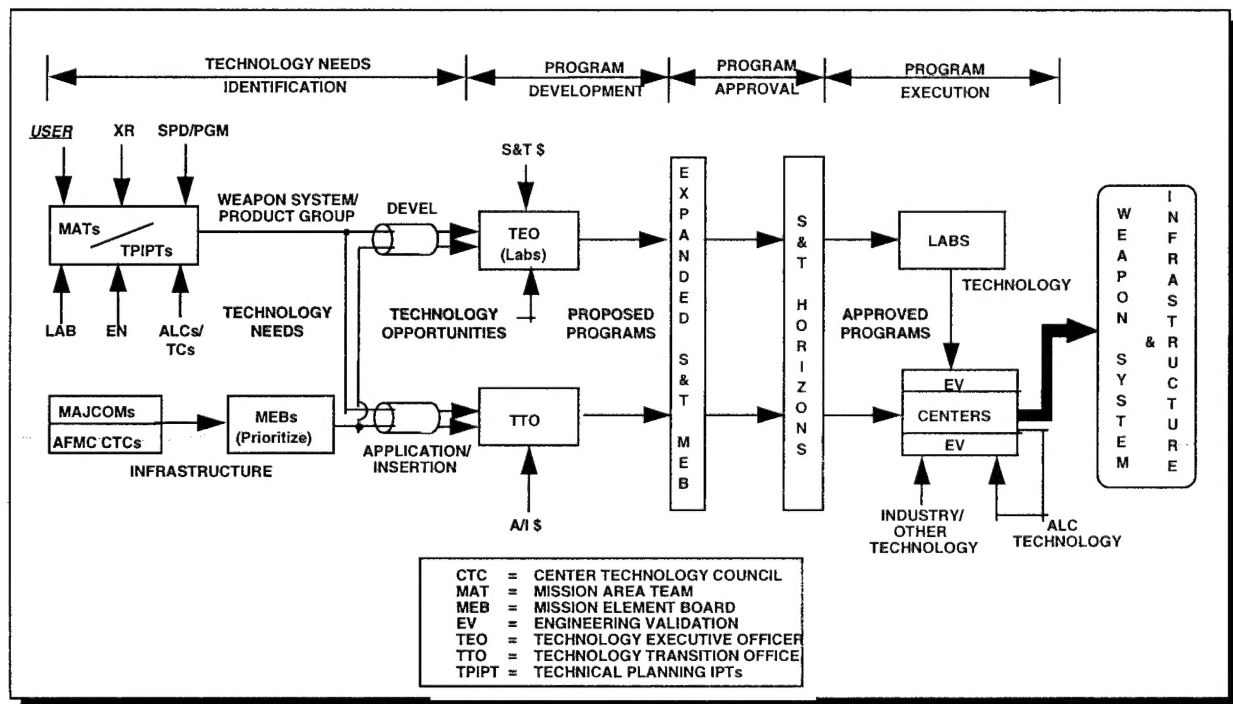 TECHNOLOGY NEEDS
IDENTIFICATION
PROGRAM
DEVELOPMENT
PROGRAM
APPROVAL
PROGRAM
EXECUTION
USER
XR
SPD/PGM
MATs
TPIPTs
LAB
EN
ALCs/
TCs
WEAPON SYSTEM/
PRODUCT GROUP
TECHNOLOGY
NEEDS
DEVEL
S&T $
TEO
(Labs)
TECHNOLOGY
OPPORTUNITIES
PROPOSED
PROGRAMS
EXPANDED S&T MEB
S&T HORIZONS
LABS
TECHNOLOGY
APPROVED
PROGRAMS
EV
CENTERS
EV
WEAPON SYSTEM
&
INFRASTRUCTURE
MAJCOMs
AFMC CTCs
INFRASTRUCTURE
MEBs
(Prioritize)
APPLICATION/
INSERTION
TTO
A/I $
INDUSTRY/
OTHER
TECHNOLOGY
ALC
TECHNOLOGY
CTC = CENTER TECHNOLOGY COUNCIL
MAT = MISSION AREA TEAM
MEB = MISSION ELEMENT BOARD
EV = ENGINEERING VALIDATION
TEO = TECHNOLOGY EXECUTIVE OFFICER
TTO = TECHNOLOGY TRANSITION OFFICE
TPIPT = TECHNICAL PLANNING IPTs